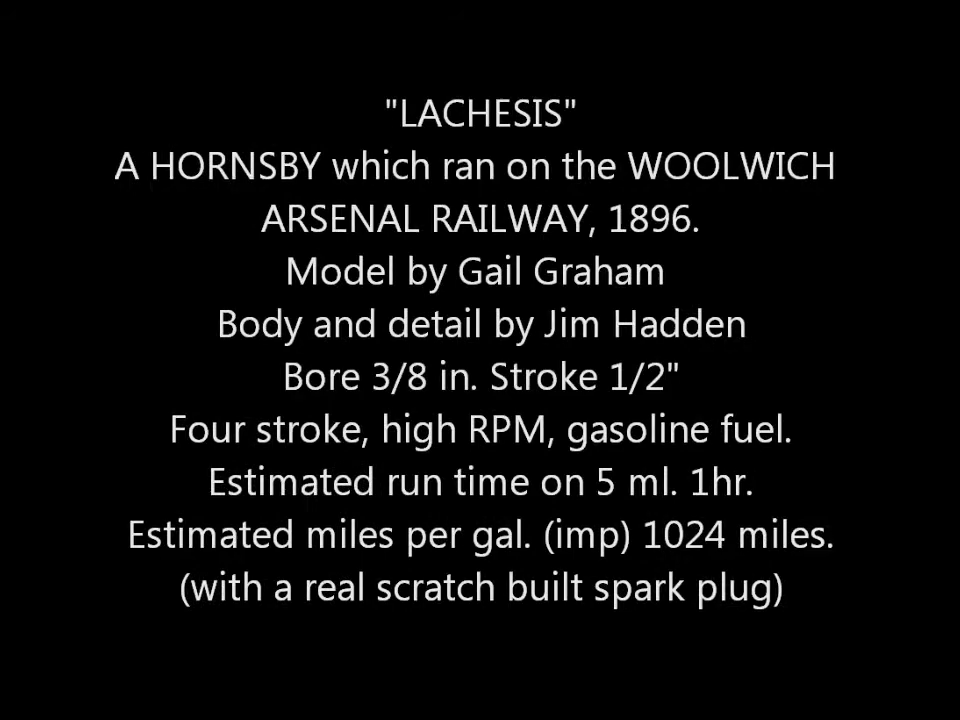 "LACHESIS"
A HORNSBY which ran on the WOOLWICH
ARSENAL RAILWAY, 1896.
Model by Gail Graham
Body and detail by Jim Hadden
Bore 3/8 in. Stroke 1/2"
Four stroke, high RPM, gasoline fuel.
Estimated run time on 5 ml. 1hr.
Estimated miles per gal. (imp) 1024 miles.
(with a real scratch built spark plug)